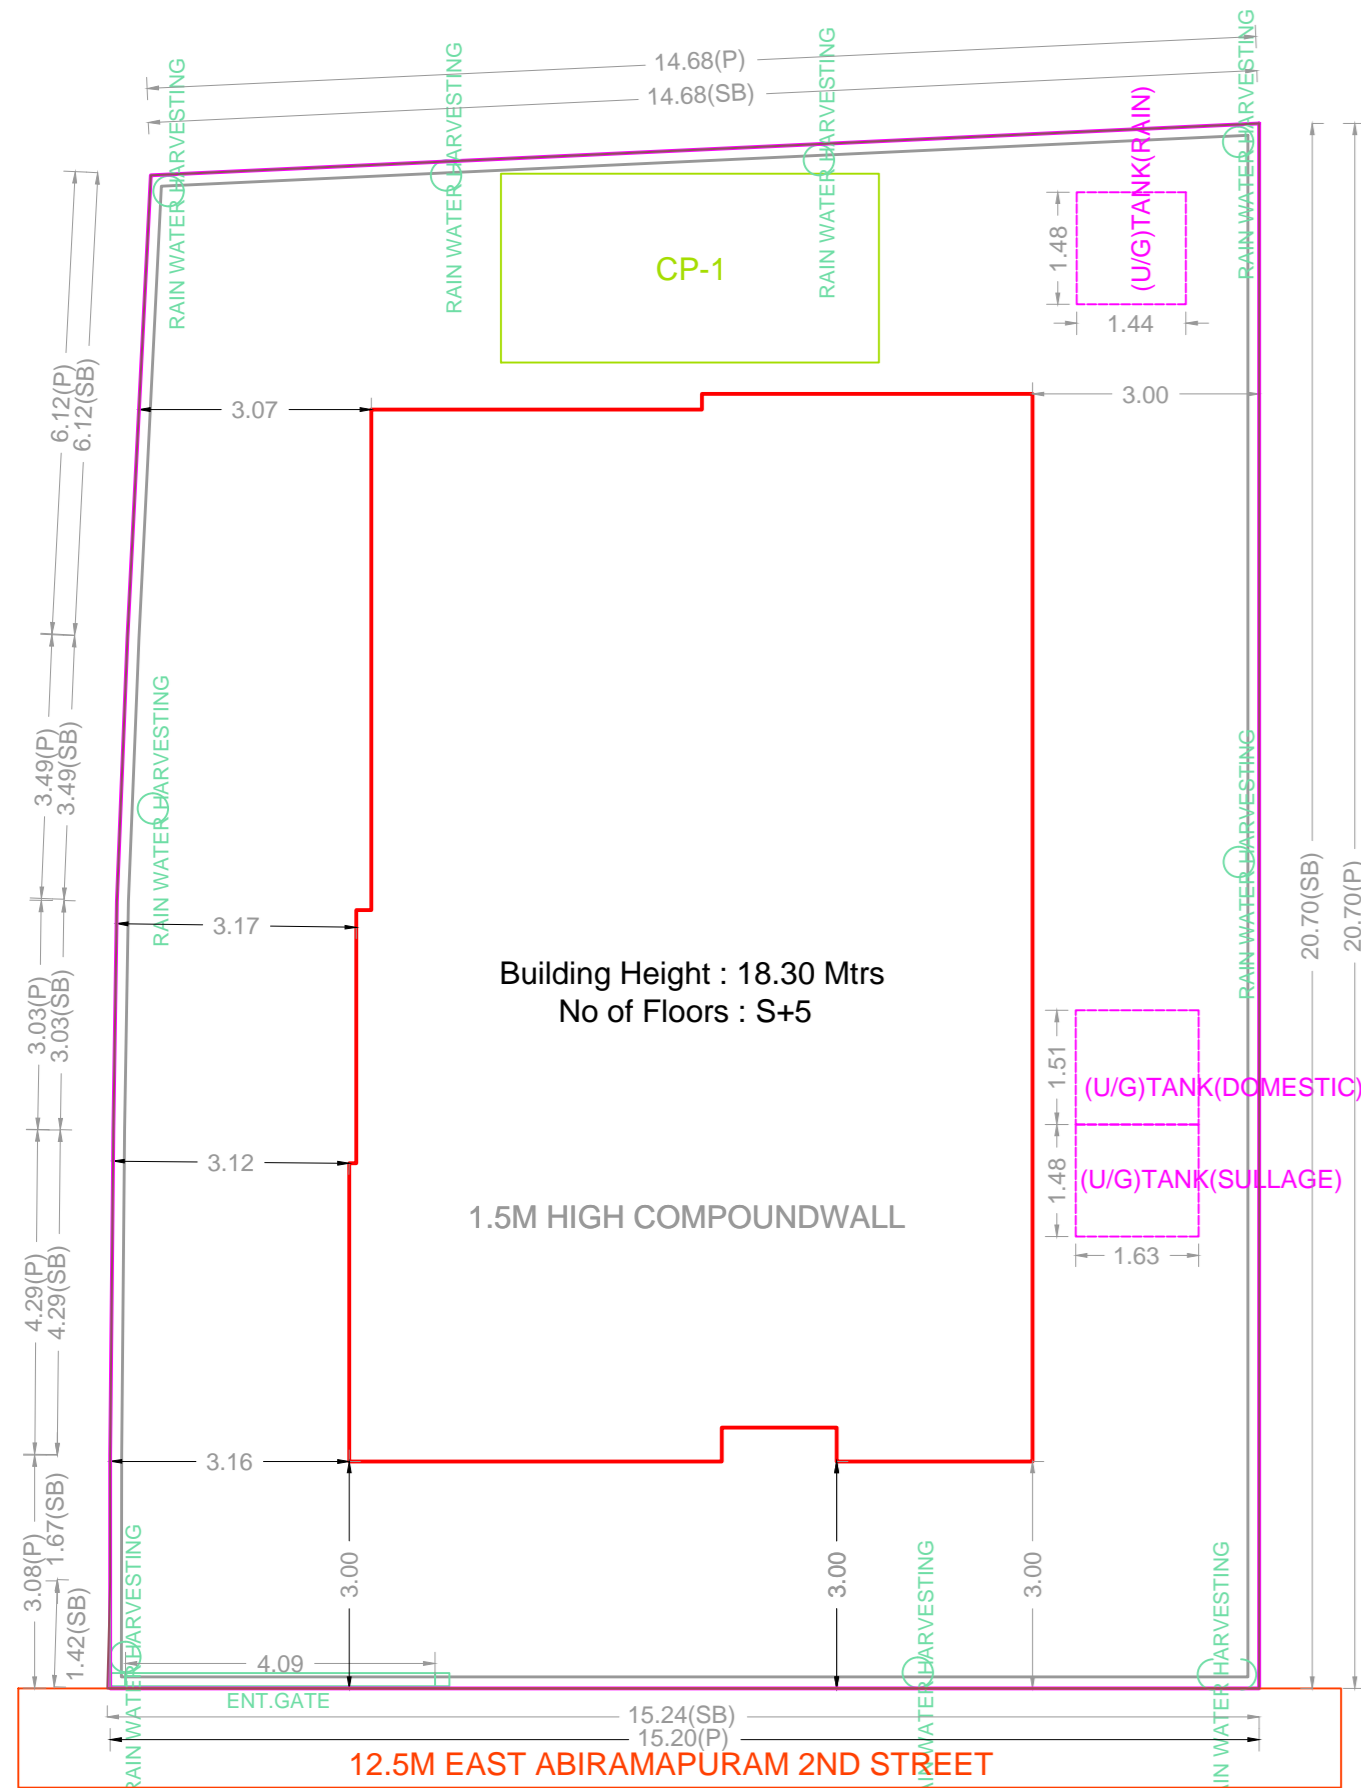 14.68(P)
14.68(SB)
RAIN WATER HARVESTING
RAIN WATER HARVESTING
RAIN WATER HARVESTING
RAIN WATER HARVESTING
(U/G)TANK(RAIN)
1.48
1.44
CP-1
6.12(P)
6.12(SB)
3.07
3.00
3.49(P)
3.49(SB)
RAIN WATER HARVESTING
RAIN WATER HARVESTING
20.70(SB)
20.70(P)
3.17
Building Height : 18.30 Mtrs
No of Floors : S+5
3.03(P)
3.03(SB)
1.51
(U/G)TANK(DOMESTIC)
3.12
1.48
(U/G)TANK(SULLAGE)
1.5M HIGH COMPOUNDWALL
1.63
4.29(P)
4.29(SB)
3.16
3.08(P)
1.67(SB)
1.42(SB)
3.00
3.00
3.00
RAIN WATER HARVESTING
RAIN WATER HARVESTING
RAIN WATER HARVESTING
4.09
ENT.GATE
15.24(SB)
15.20(P)
12.5M EAST ABIRAMAPURAM 2ND STREET